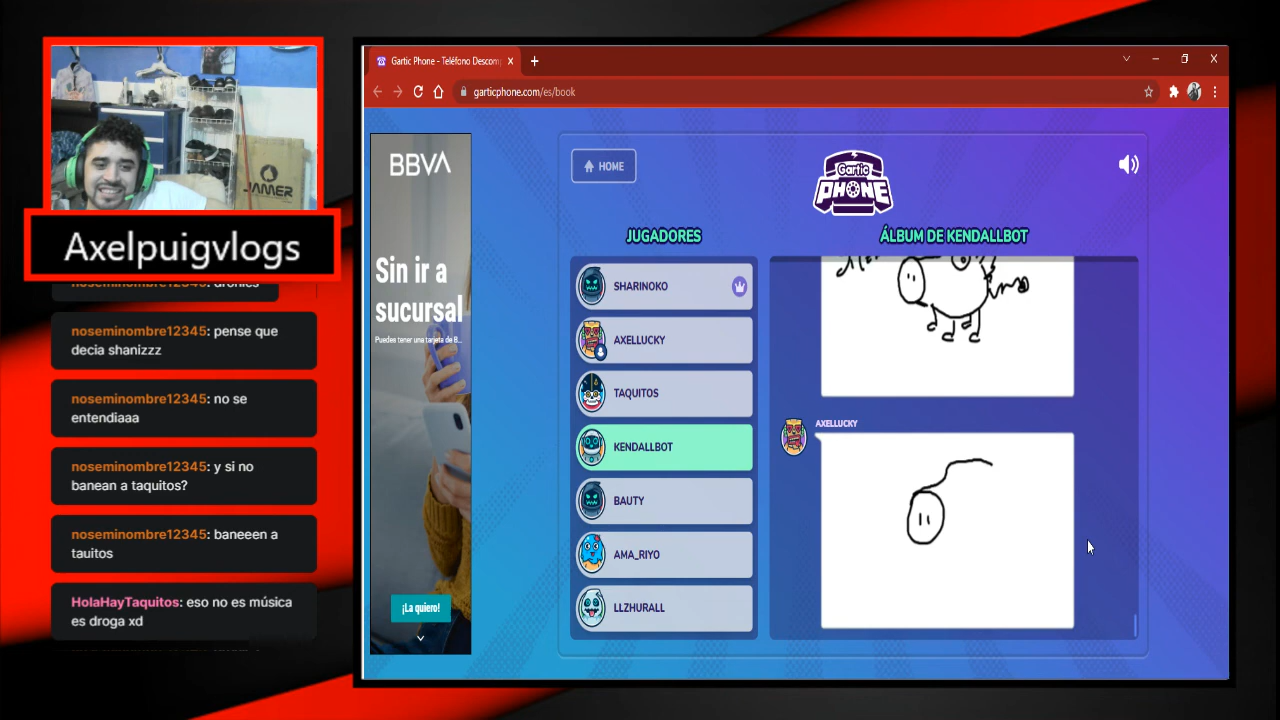 Gartic Phone - Teléfono Descom
garticphone.com/es/book
JAMER
Axelpuigvlogs
noseminombre12345: pense que
decia shanizzz
noseminombre12345: no se
entendiaaa
noseminombre12345: y si no
banean a taquitos?
noseminombre12345: baneeen a
tauitos
HolaHayTaquitos: eso no es música
es droga xd
BBVA
Sin ir a
sucursal
Puedes tener una tarjeta de B...
¡La quiero!
HOME
Gartic
PHONE
JUGADORES
SHARINOKO
AXELLUCKY
TAQUITOS
KENDALLBOT
BAUTY
AMA_RIYO
LLZHURALL
ÁLBUM DE KENDALLBOT
AXELLUCKY